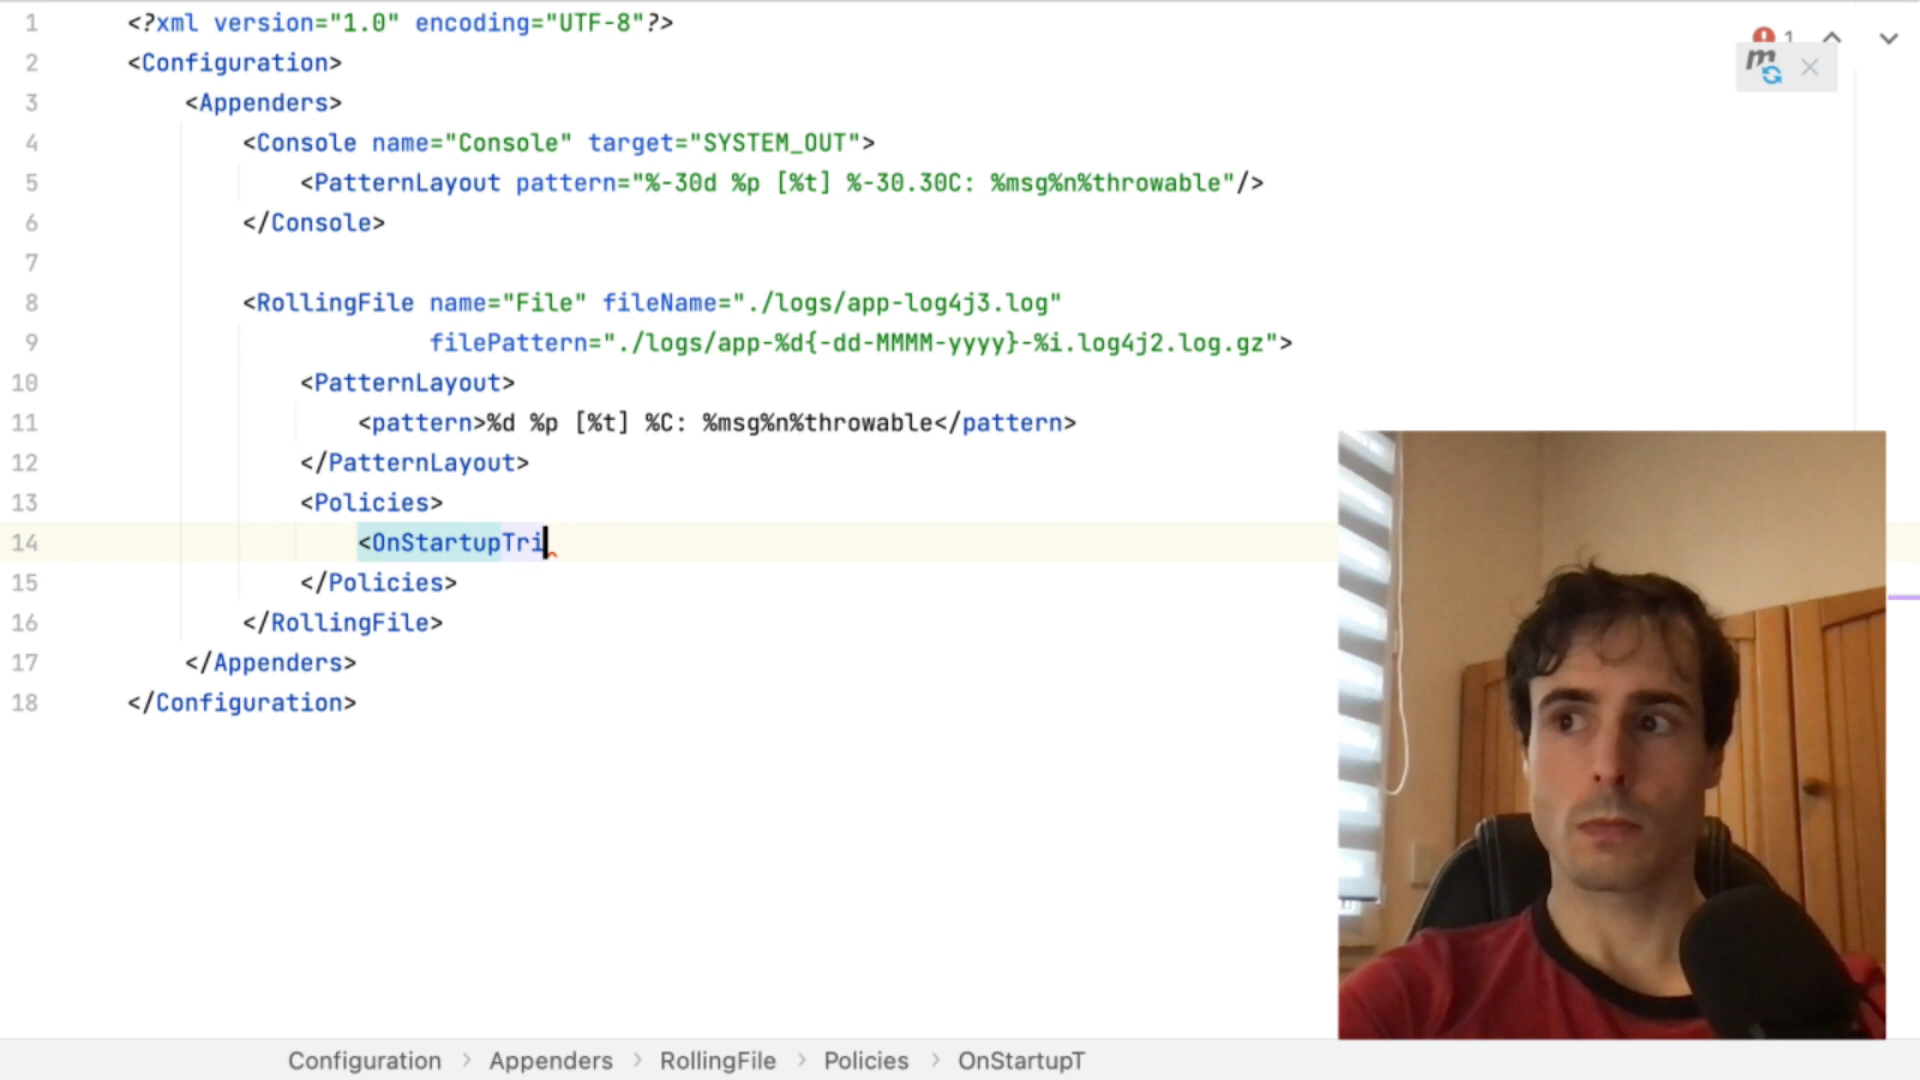 1 <?xml version="1.0" encoding="UTF-8"?>
2 <Configuration>
3 <Appenders>
4 <Console name="Console" target="SYSTEM_OUT">
5 <PatternLayout pattern="%-30d %p [%t] %-30.30C: %msg%n%throwable"/>
6 </Console>
7
8 <RollingFile name="File" fileName="./logs/app-log4j3.log"
9 filePattern="./logs/app-%d{-dd-MMMM-yyyy}-%i.log4j2.log.gz">
10 <PatternLayout>
11 <pattern>%d %p [%t] %C: %msg%n%throwable</pattern>
12 </PatternLayout>
13 <Policies>
14 <OnStartupTri
15 </Policies>
16 </RollingFile>
17 </Appenders>
18 </Configuration>
1
m
Configuration > Appenders > RollingFile > Policies > OnStartupT